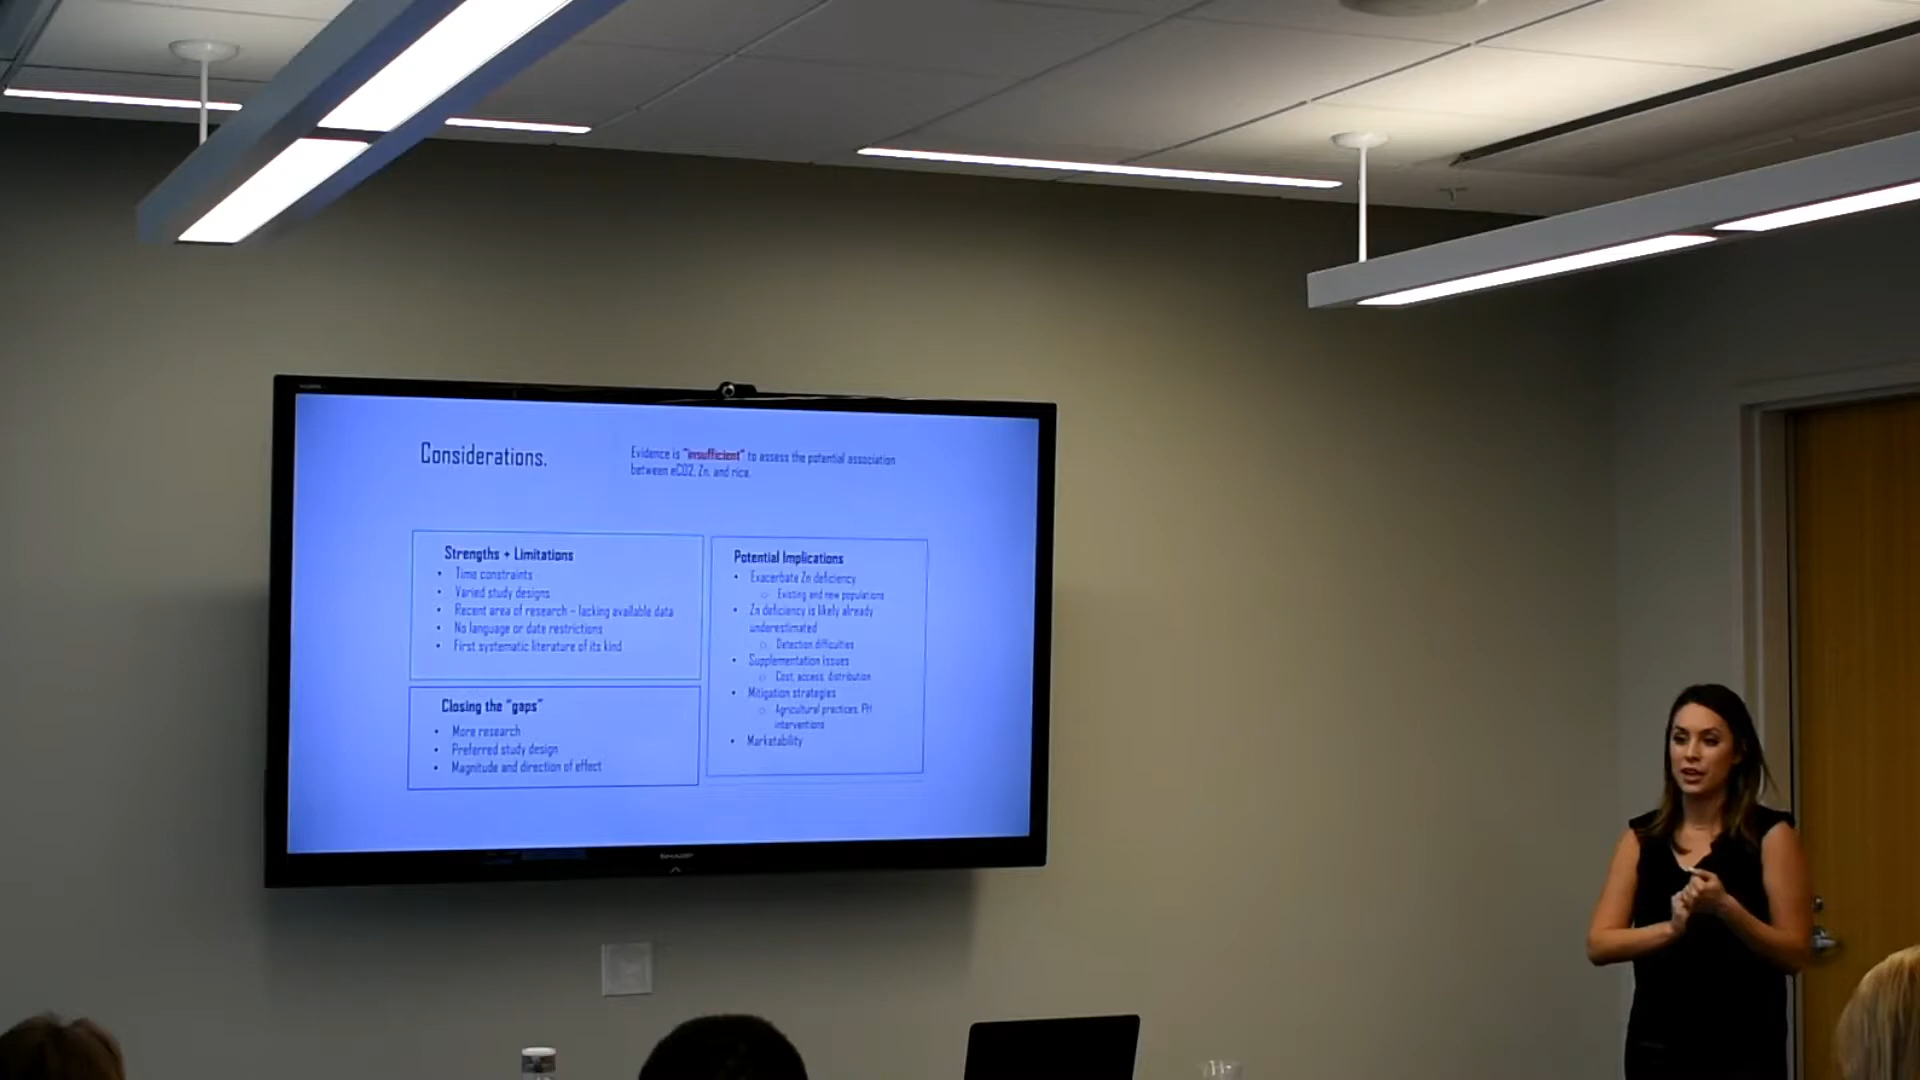 Considerations.
Evidence is "insufficient" to assess the potential association
between eCO2, Zn, and rice.
Strengths + Limitations
• Time constraints
• Varied study designs
• Recent area of research – lacking available data
• No language or date restrictions
• First systematic literature of its kind
Closing the "gaps"
• More research
• Preferred study design
• Magnitude and direction of effect
Potential Implications
• Exacerbate Zn deficiency
○ Existing and new populations
• Zn deficiency is likely already
underestimated
○ Detection difficulties
• Supplementation issues
○ Cost, access, distribution
• Mitigation strategies
○ Agricultural practices, PH
interventions
• Marketability
SHARP